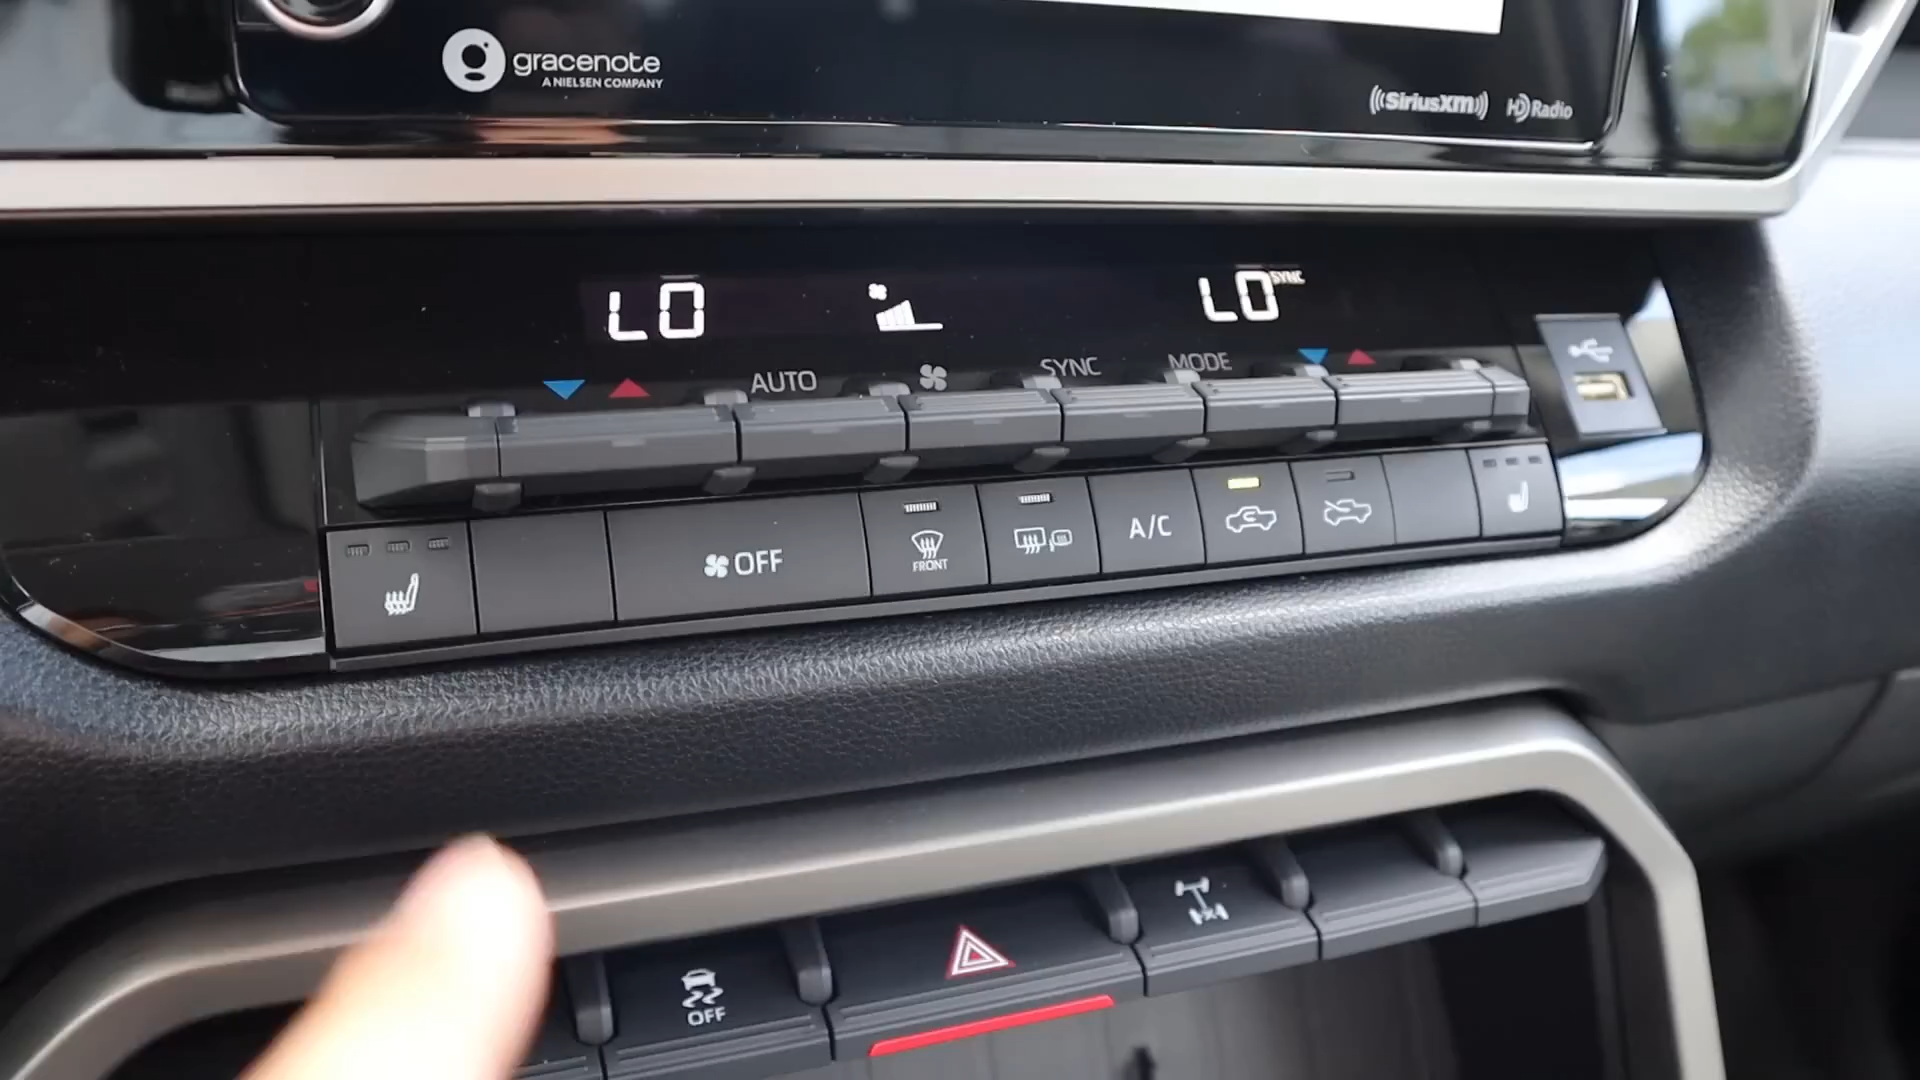 gracenote
A NIELSEN COMPANY
SiriusXM HD Radio
LO LO SYNC
AUTO SYNC MODE
OFF FRONT A/C
OFF